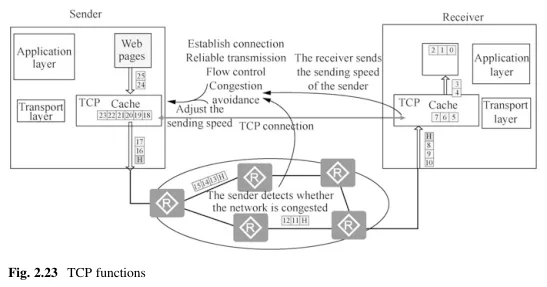 Sender
Receiver
Application
layer
Web
pages
25
24
TCP Cache
23 22 21 20 19 18
Transport
layer
17
16
H
Establish connection
Reliable transmission
Flow control
Congestion
avoidance
Adjust the
sending speed
The receiver sends
the sending speed
of the sender
TCP connection
2 1 0
Application
layer
3
4
TCP Cache
7 6 5
Transport
layer
H
8
9
10
R
15 14 13 H
R
R
The sender detects whether
the network is congested
12 11 H
R
R
Fig. 2.23 TCP functions